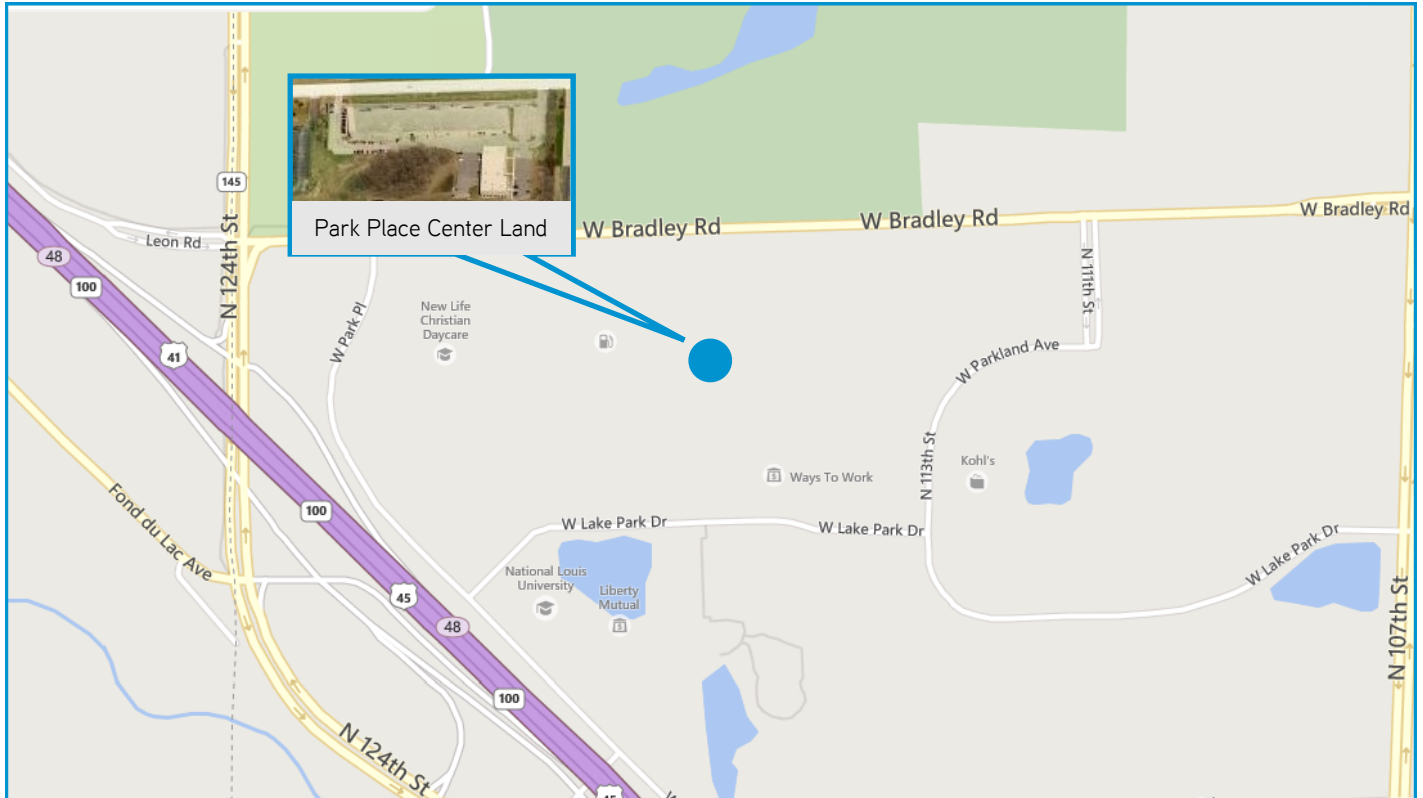 145
Leon Rd
N 124th St
Park Place Center Land
W Bradley Rd
W Bradley Rd
W Bradley Rd
48
100
41
W Park Pl
New Life
Christian
Daycare
N 111th St
W Parkland Ave
N 113th St
Kohl's
Ways To Work
Fond du Lac Ave
100
W Lake Park Dr
W Lake Park Dr
W Lake Park Dr
National Louis
University
Liberty
Mutual
45
48
100
N 107th St
N 124th St
45